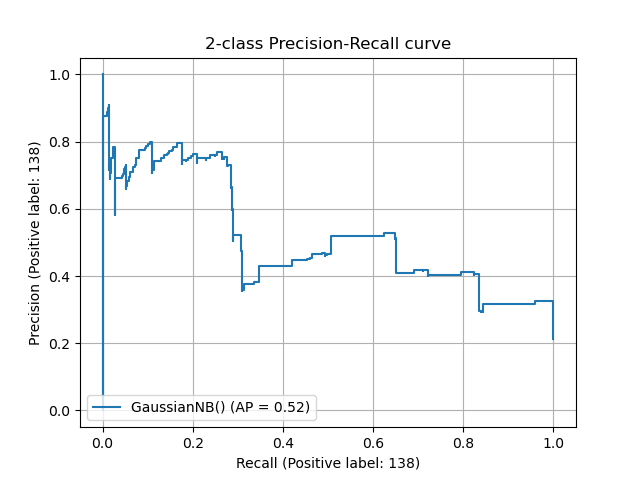 2-class Precision-Recall curve
Precision (Positive label: 138)
1.0
0.8
0.6
0.4
0.2
0.0
GaussianNB() (AP = 0.52)
0.0 0.2 0.4 0.6 0.8 1.0
Recall (Positive label: 138)